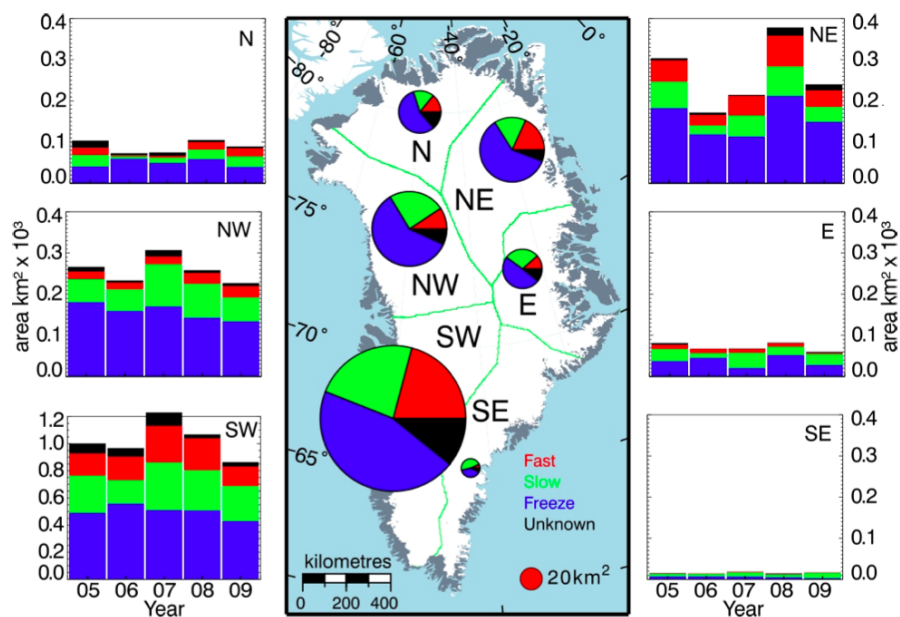 0.4
0.3
0.2
0.1
0.0
N
area km² x 10³
0.4
0.3
0.2
0.1
0.0
NW
1.2
1.0
0.8
0.6
0.4
0.2
0.0
SW
05 06 07 08 09
Year
-80° -60° -40° -20° 0°
80°
75°
70°
65°
N
NE
NW
E
SW
SE
Fast
Slow
Freeze
Unknown
kilometres
0 200 400
20km²
NE
0.4
0.3
0.2
0.1
0.0
area km² x 10³
E
0.4
0.3
0.2
0.1
0.0
SE
0.4
0.3
0.2
0.1
0.0
05 06 07 08 09
Year